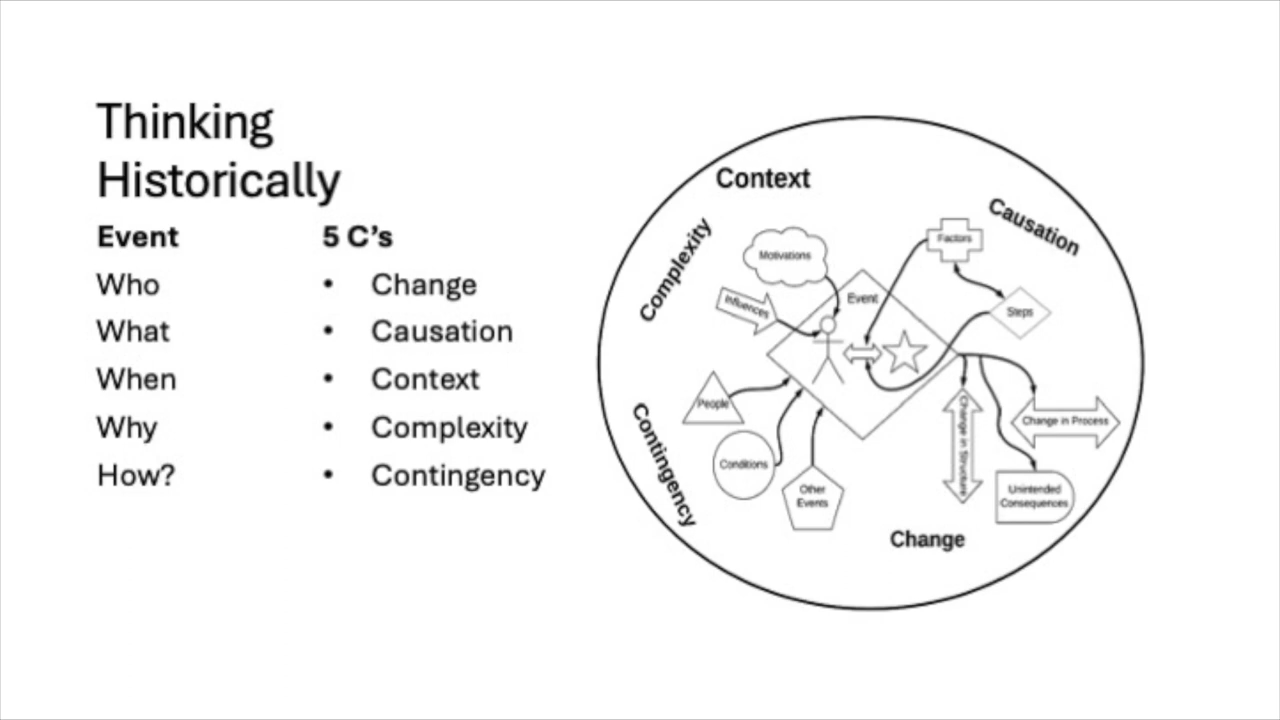 Thinking
Historically
Event
Who
What
When
Why
How?
5 C’s
• Change
• Causation
• Context
• Complexity
• Contingency
Context
Causation
Complexity
Motivations
Factors
Influences
Event
Steps
People
Change in Structure
Change in Process
Contingency
Conditions
Other
Events
Unintended
Consequences
Change